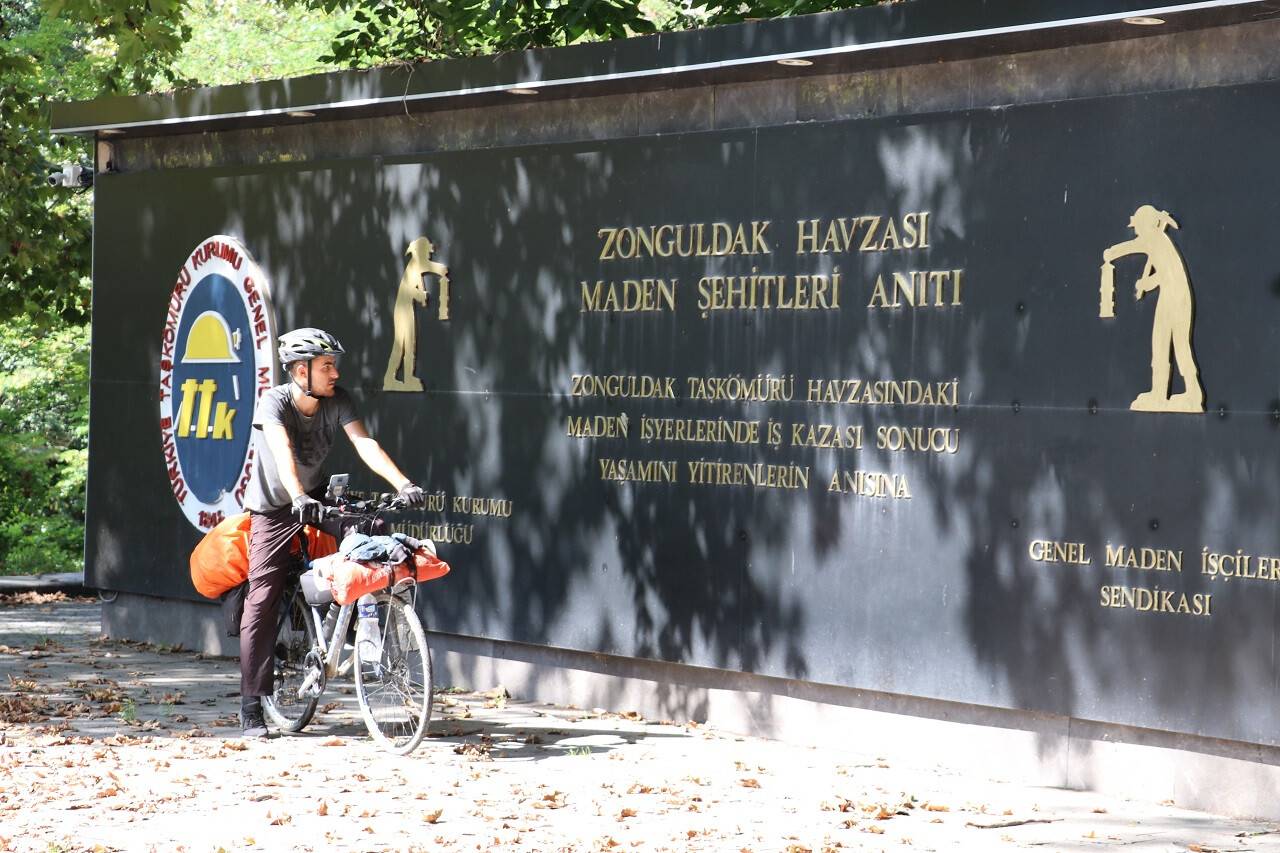 TÜRKİYE TAŞKÖMÜRÜ KURUMU GENEL
T.T.K
ZONGULDAK HAVZASI
MADEN ŞEHİTLERİ ANITI
ZONGULDAK TAŞKÖMÜRÜ HAVZASINDAKİ
MADEN İŞYERLERİNDE İŞ KAZASI SONUCU
YAŞAMINI YİTİRENLERİN ANISINA
KURUMU
MÜDÜRLÜĞÜ
GENEL MADEN İŞÇİLER
SENDİKASI